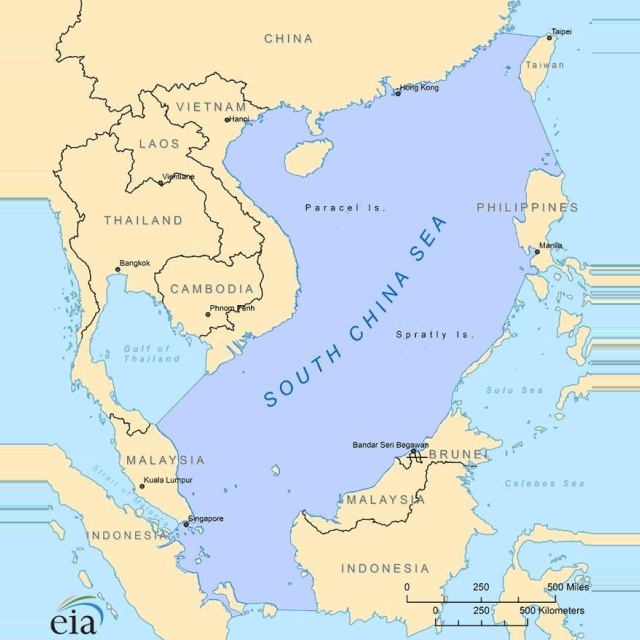 Taipei
CHINA
Taiwan
Hong Kong
VIETNAM
Hanoi
LAOS
Vientiane
Paracel Is.
PHILIPPINES
THAILAND
Manila
Bangkok
CAMBODIA
Phnom Penh
SOUTH CHINA SEA
Spratly Is.
Gulf of
Thailand
Sulu Sea
Bandar Seri Begawan
BRUNEI
MALAYSIA
Kuala Lumpur
Celebes Sea
Strait of Malacca
MALAYSIA
Singapore
INDONESIA
INDONESIA
0 250 500 Miles
0 250 500 Kilometers
eia